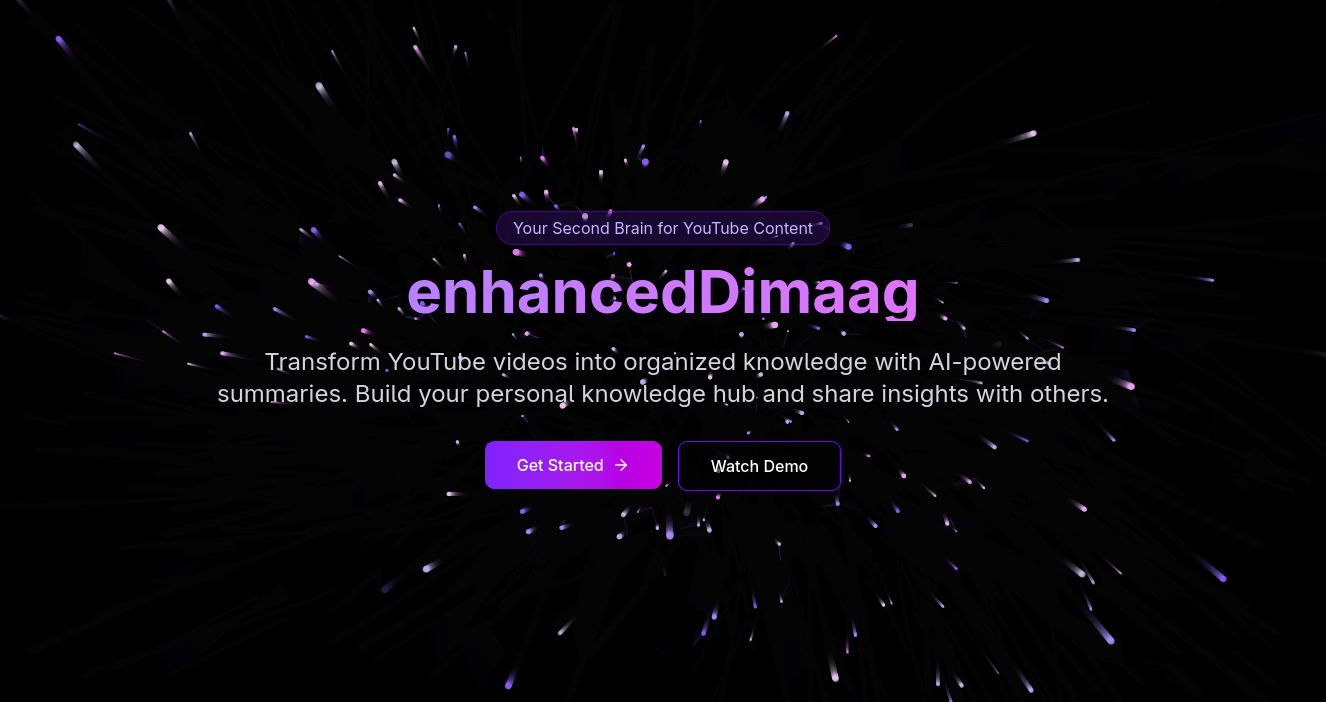 Your Second Brain for YouTube Content
enhancedDimaag
Transform YouTube videos into organized knowledge with AI-powered
summaries. Build your personal knowledge hub and share insights with others.
Get Started
Watch Demo